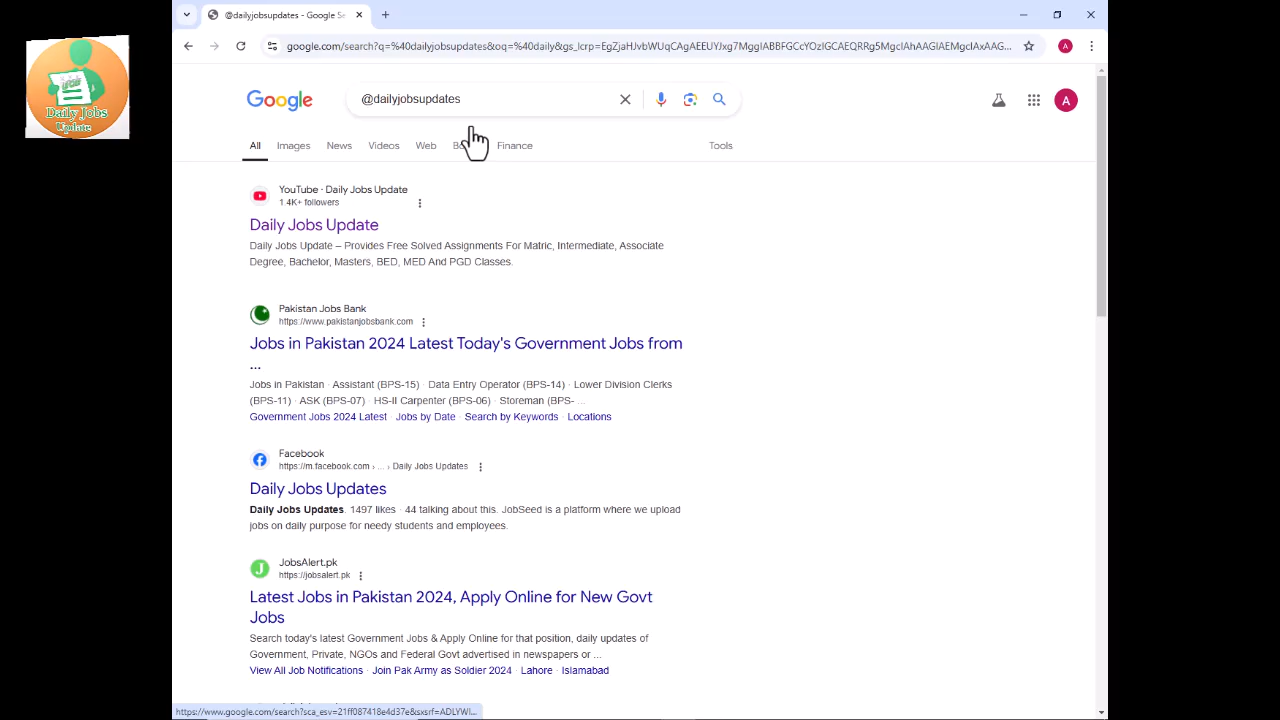 @dailyjobsupdates - Google Se
google.com/search?q=%40dailyjobsupdates&oq=%40daily&gs_lcrp=EgZjaHJvbWUqCAgAEEUYJxg7MggIABBFGCcYOzIGCAEQRRg5MgcIAhAAGIAEMgcIAxAAG...
A
Daily Jobs
Update
Google
@dailyjobsupdates
A
All
Images
News
Videos
Web
Finance
Tools
YouTube · Daily Jobs Update
1.4K+ followers
Daily Jobs Update
Daily Jobs Update – Provides Free Solved Assignments For Matric, Intermediate, Associate
Degree, Bachelor, Masters, BED, MED And PGD Classes.
Pakistan Jobs Bank
https://www.pakistanjobsbank.com
Jobs in Pakistan 2024 Latest Today's Government Jobs from
...
Jobs in Pakistan · Assistant (BPS-15) · Data Entry Operator (BPS-14) · Lower Division Clerks
(BPS-11) · ASK (BPS-07) · HS-II Carpenter (BPS-06) · Storeman (BPS- ...
Government Jobs 2024 Latest · Jobs by Date · Search by Keywords · Locations
Facebook
https://m.facebook.com › ... › Daily Jobs Updates
Daily Jobs Updates
Daily Jobs Updates. 1497 likes · 44 talking about this. JobSeed is a platform where we upload
jobs on daily purpose for needy students and employees.
J
JobsAlert.pk
https://jobsalert.pk
Latest Jobs in Pakistan 2024, Apply Online for New Govt
Jobs
Search today's latest Government Jobs & Apply Online for that position, daily updates of
Government, Private, NGOs and Federal Govt advertised in newspapers or ...
View All Job Notifications · Join Pak Army as Soldier 2024 · Lahore · Islamabad
https://www.google.com/search?sca_esv=21ff087418e4d37e&sxsrf=ADLYWI...